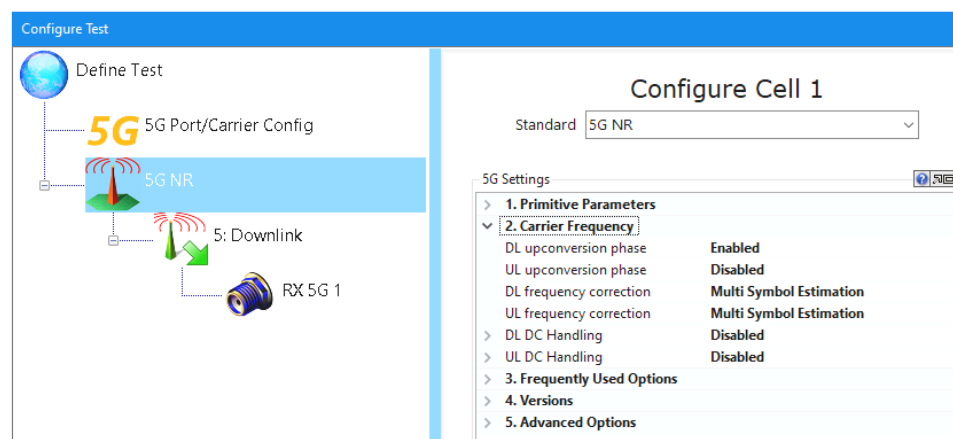 Configure Test
Define Test
5G 5G Port/Carrier Config
5G NR
5: Downlink
RX 5G 1
Configure Cell 1
Standard 5G NR
5G Settings
1. Primitive Parameters
2. Carrier Frequency
DL upconversion phase Enabled
UL upconversion phase Disabled
DL frequency correction Multi Symbol Estimation
UL frequency correction Multi Symbol Estimation
DL DC Handling Disabled
UL DC Handling Disabled
3. Frequently Used Options
4. Versions
5. Advanced Options